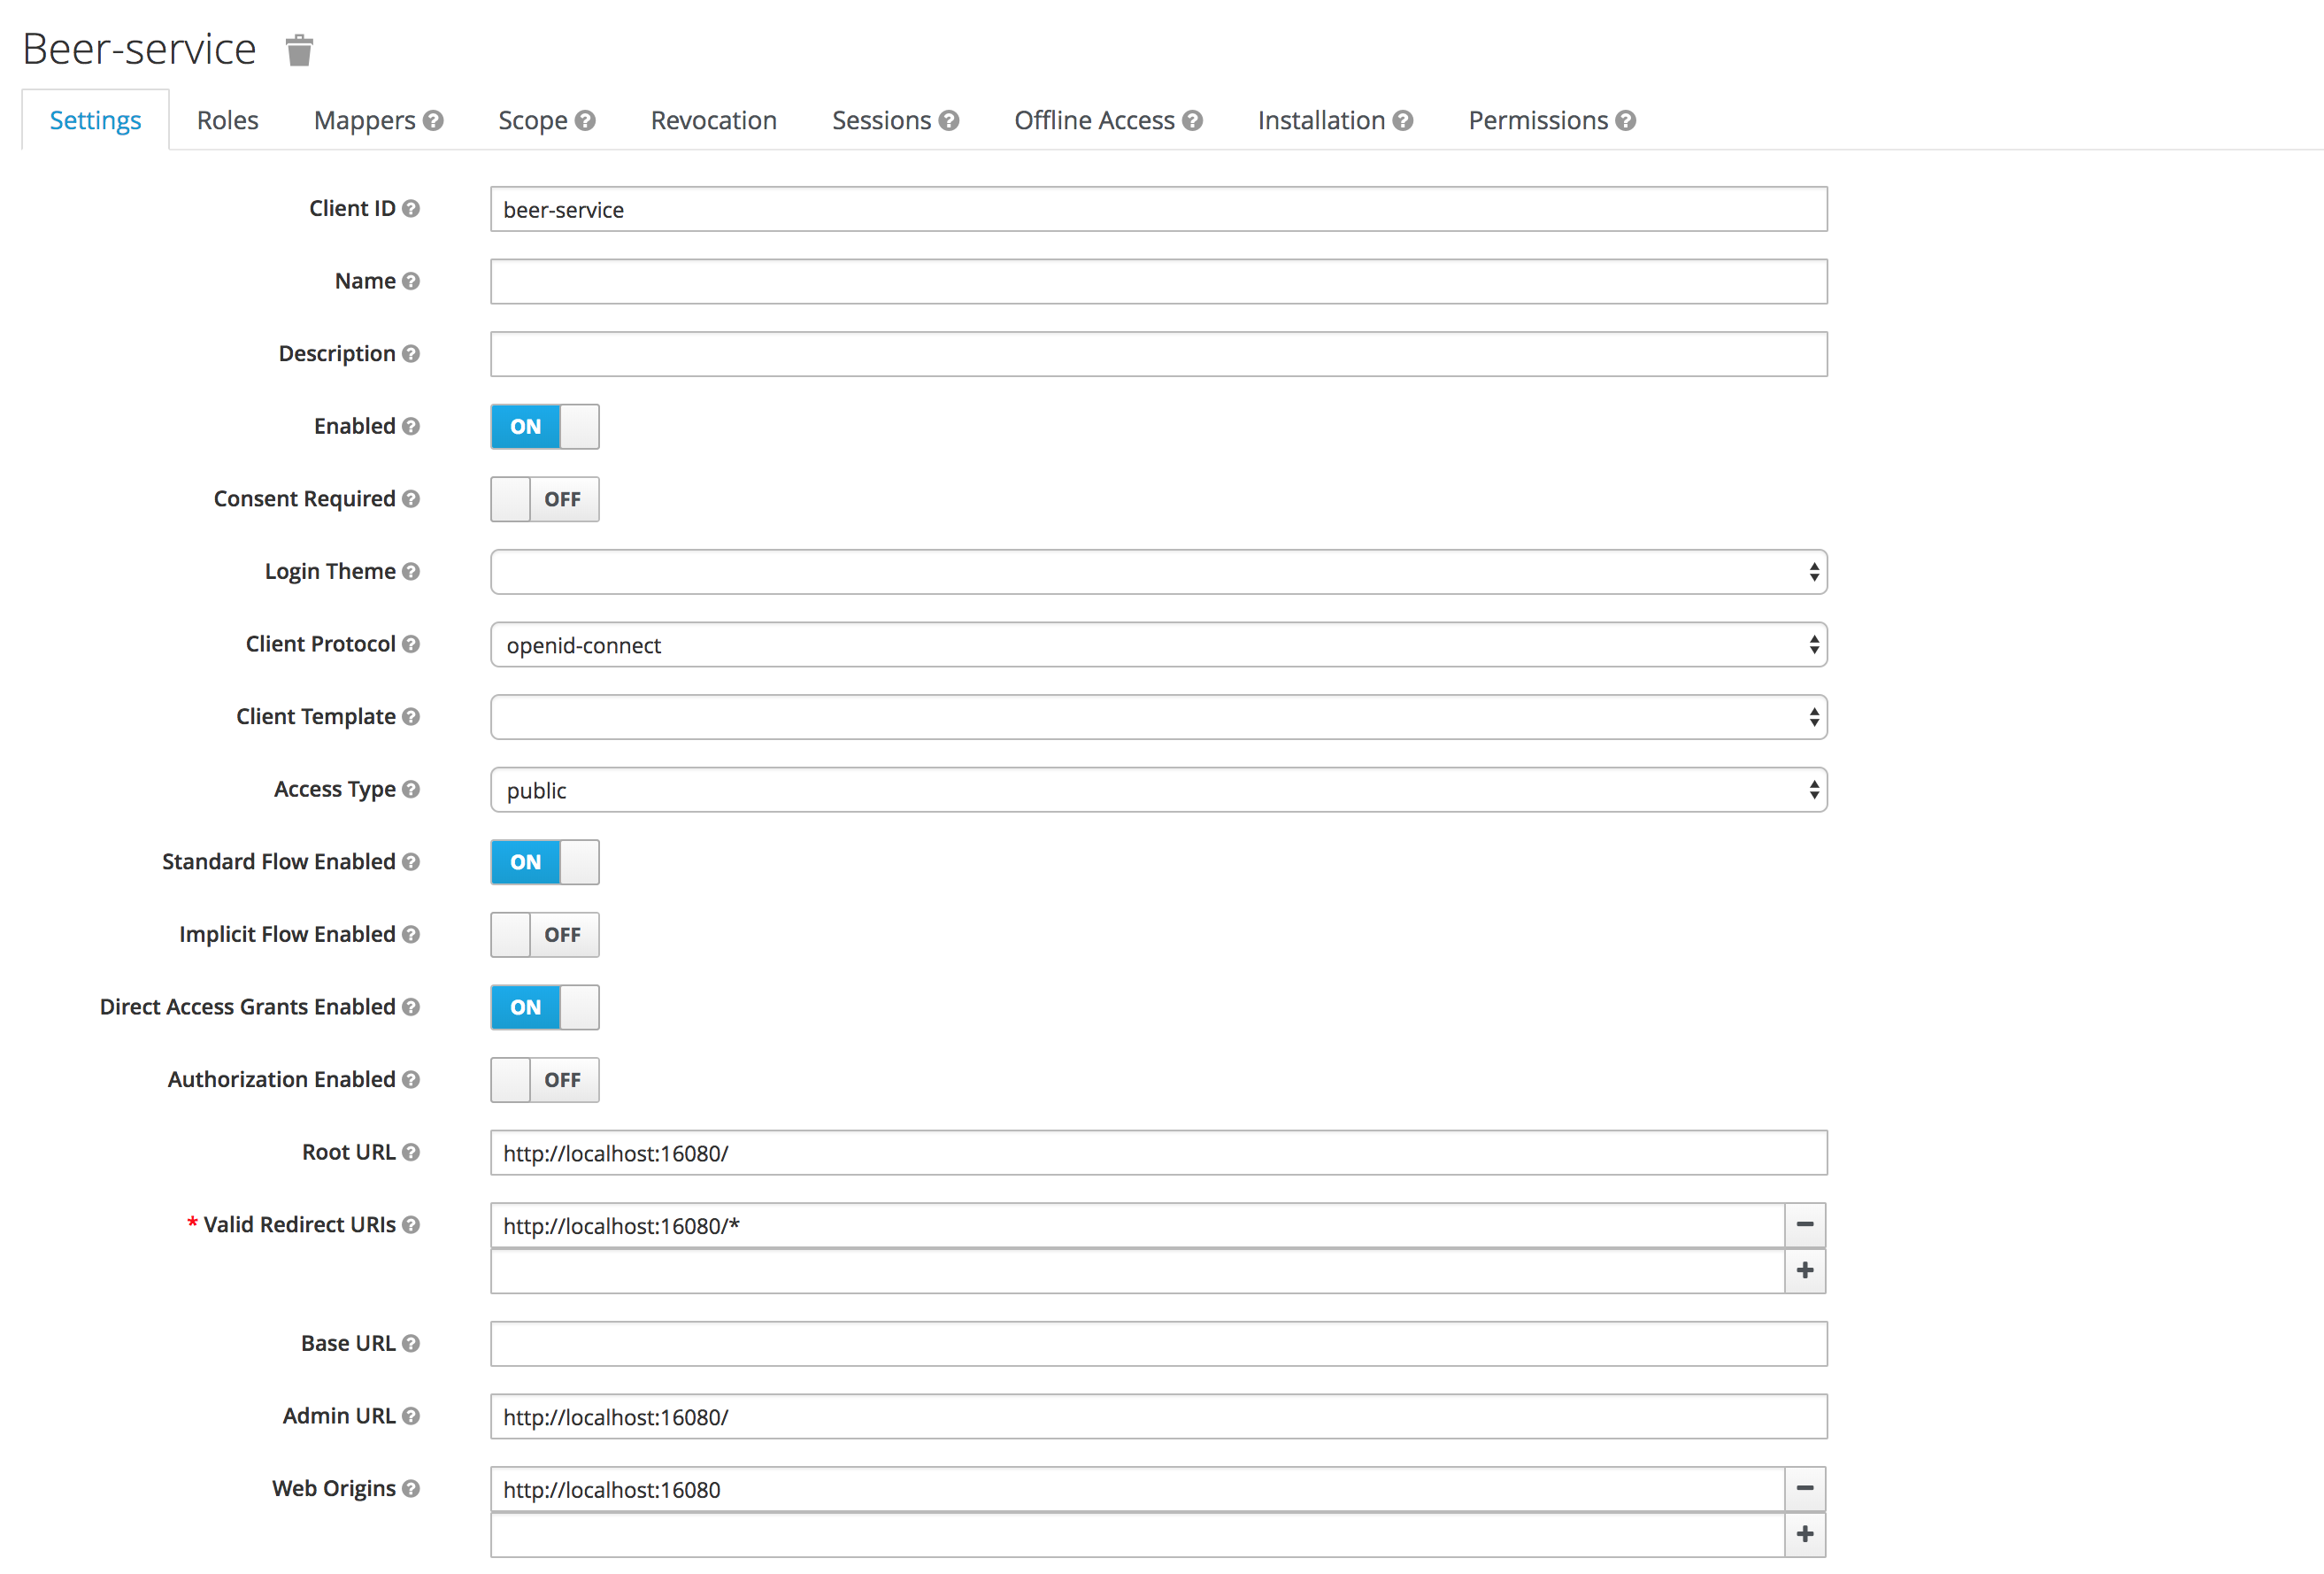 Beer-service
Settings Roles Mappers Scope Revocation Sessions Offline Access Installation Permissions
Client ID beer-service
Name
Description
Enabled ON
Consent Required OFF
Login Theme
Client Protocol openid-connect
Client Template
Access Type public
Standard Flow Enabled ON
Implicit Flow Enabled OFF
Direct Access Grants Enabled ON
Authorization Enabled OFF
Root URL http://localhost:16080/
* Valid Redirect URIs http://localhost:16080/*
Base URL
Admin URL http://localhost:16080/
Web Origins http://localhost:16080